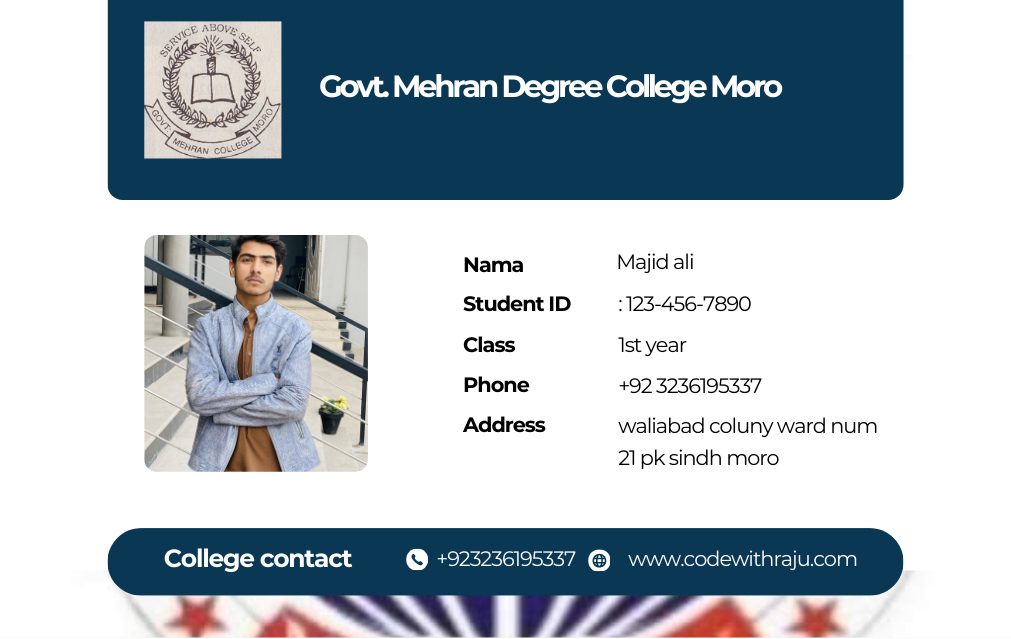 SERVICE ABOVE SELF
GOVT. MEHRAN COLLEGE MORO
Govt. Mehran Degree College Moro
Nama Majid ali
Student ID : 123-456-7890
Class 1st year
Phone +92 3236195337
Address waliabad coluny ward num
21 pk sindh moro
College contact +923236195337 www.codewithraju.com